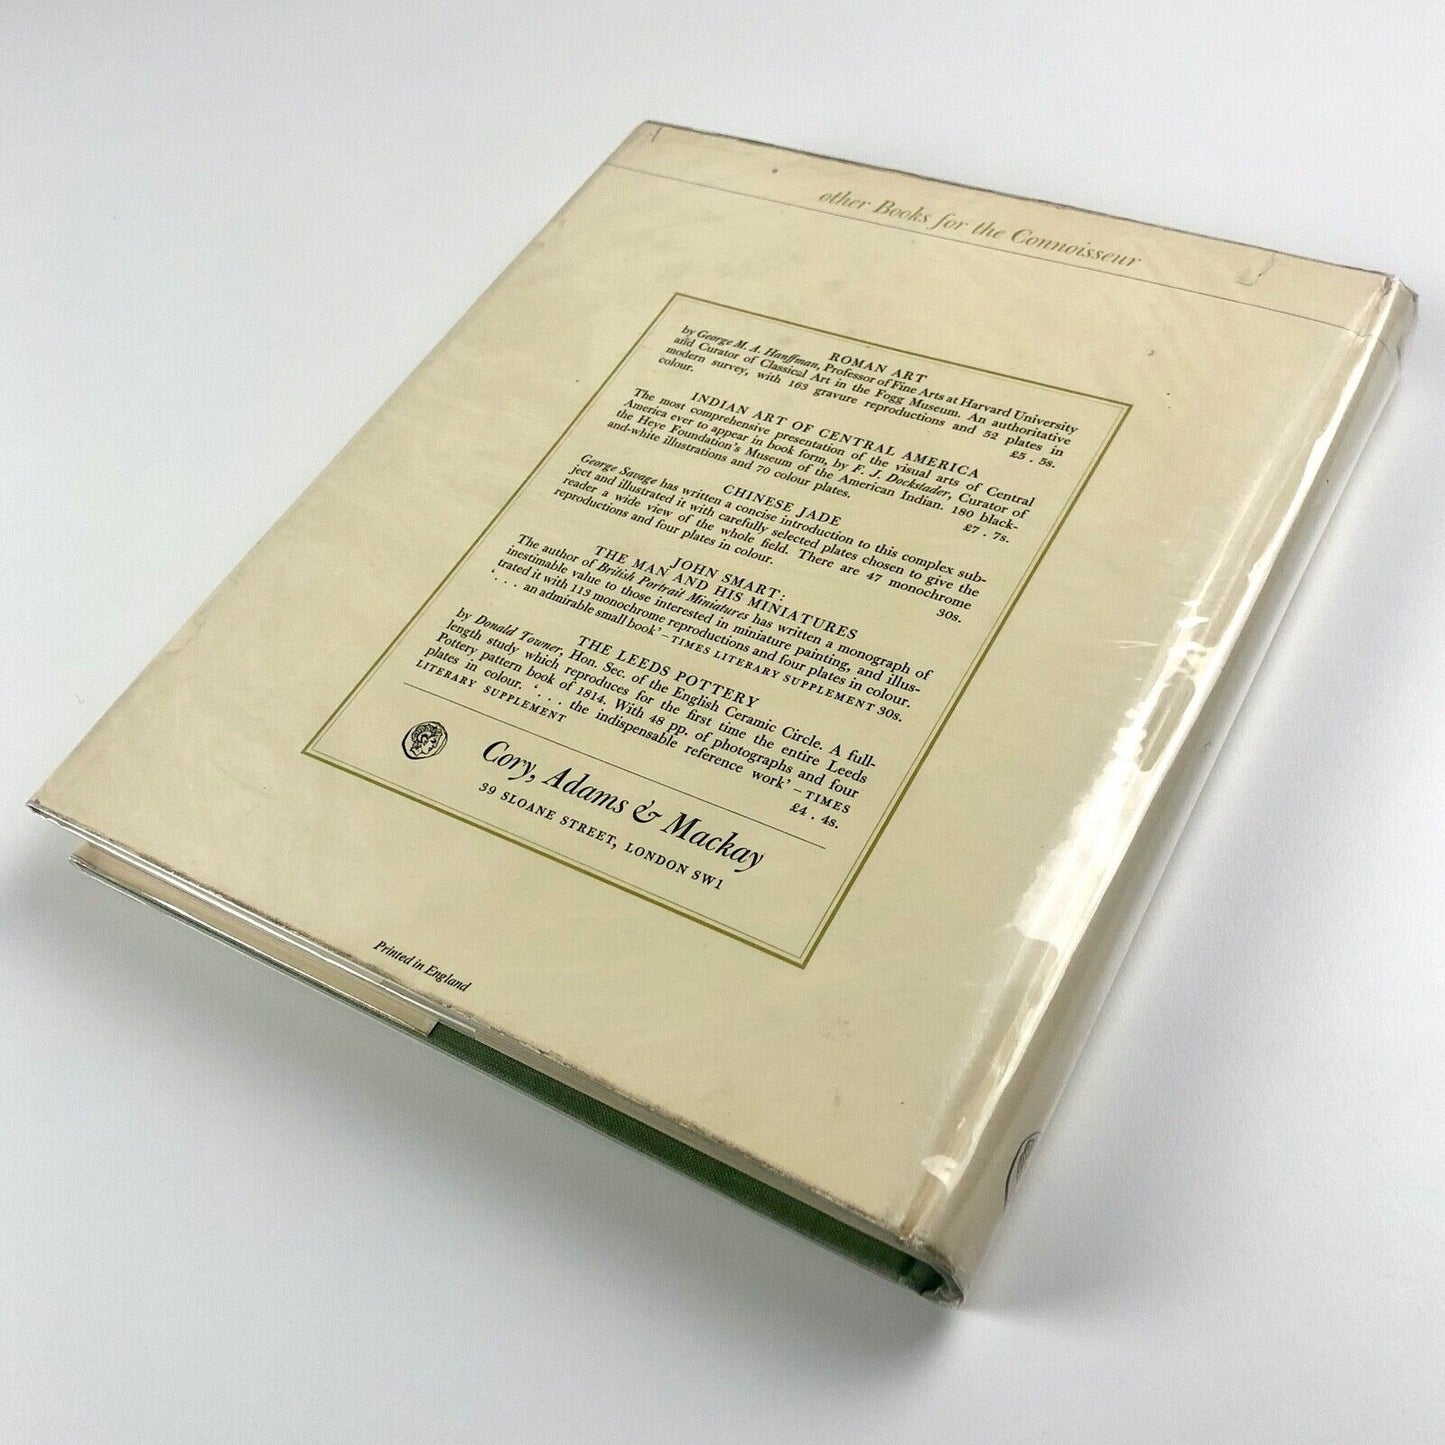 other Books for the Connoisseur
ROMAN ART
by George M. A. Hanffman, Professor of Fine Arts at Harvard University
and Curator of Classical Art in the Fogg Museum. An authoritative
modern survey, with 163 gravure reproductions and 52 plates in
colour. £5 . 5s.
INDIAN ART OF CENTRAL AMERICA
The most comprehensive presentation of the visual arts of Central
America ever to appear in book form, by F. J. Dockstader, Curator of
the Heye Foundation's Museum of the American Indian. 180 black-
and-white illustrations and 70 colour plates. £7 . 7s.
CHINESE JADE
George Savage has written a concise introduction to this complex sub-
ject and illustrated it with carefully selected plates chosen to give the
reader a wide view of the whole field. There are 47 monochrome
reproductions and four plates in colour. 30s.
JOHN SMART:
THE MAN AND HIS MINIATURES
The author of British Portrait Miniatures has written a monograph of
inestimable value to those interested in miniature painting, and illus-
trated it with 113 monochrome reproductions and four plates in colour.
'. . . an admirable small book' – TIMES LITERARY SUPPLEMENT 30s.
THE LEEDS POTTERY
by Donald Towner, Hon. Sec. of the English Ceramic Circle. A full-
length study which reproduces for the first time the entire Leeds
Pottery pattern book of 1814. With 48 pp. of photographs and four
plates in colour. '. . . the indispensable reference work' – TIMES
LITERARY SUPPLEMENT £4 . 4s.
Cory, Adams & Mackay
39 SLOANE STREET, LONDON SW1
Printed in England